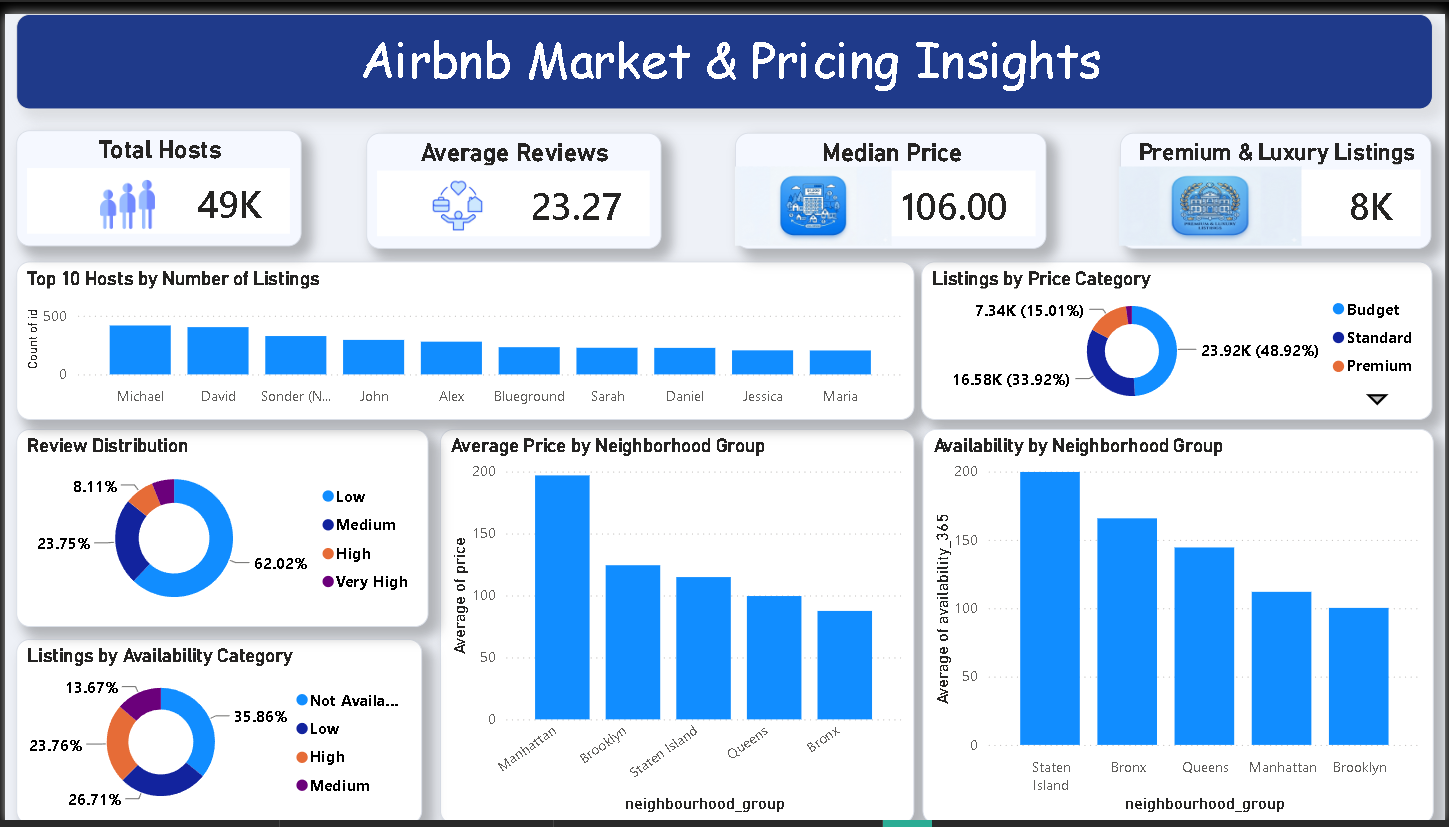 Airbnb Market & Pricing Insights
Total Hosts
49K
Average Reviews
23.27
Median Price
106.00
Premium & Luxury Listings
8K
Top 10 Hosts by Number of Listings
Count of id
500
0
Michael
David
Sonder (N...
John
Alex
Blueground
Sarah
Daniel
Jessica
Maria
Listings by Price Category
7.34K (15.01%)
23.92K (48.92%)
16.58K (33.92%)
Budget
Standard
Premium
Review Distribution
8.11%
23.75%
62.02%
Low
Medium
High
Very High
Average Price by Neighborhood Group
Average of price
200
150
100
50
0
Manhattan
Brooklyn
Staten Island
Queens
Bronx
neighbourhood_group
Availability by Neighborhood Group
Average of availability_365
200
150
100
50
0
Staten
Island
Bronx
Queens
Manhattan
Brooklyn
neighbourhood_group
Listings by Availability Category
13.67%
35.86%
23.76%
26.71%
Not Availa...
Low
High
Medium